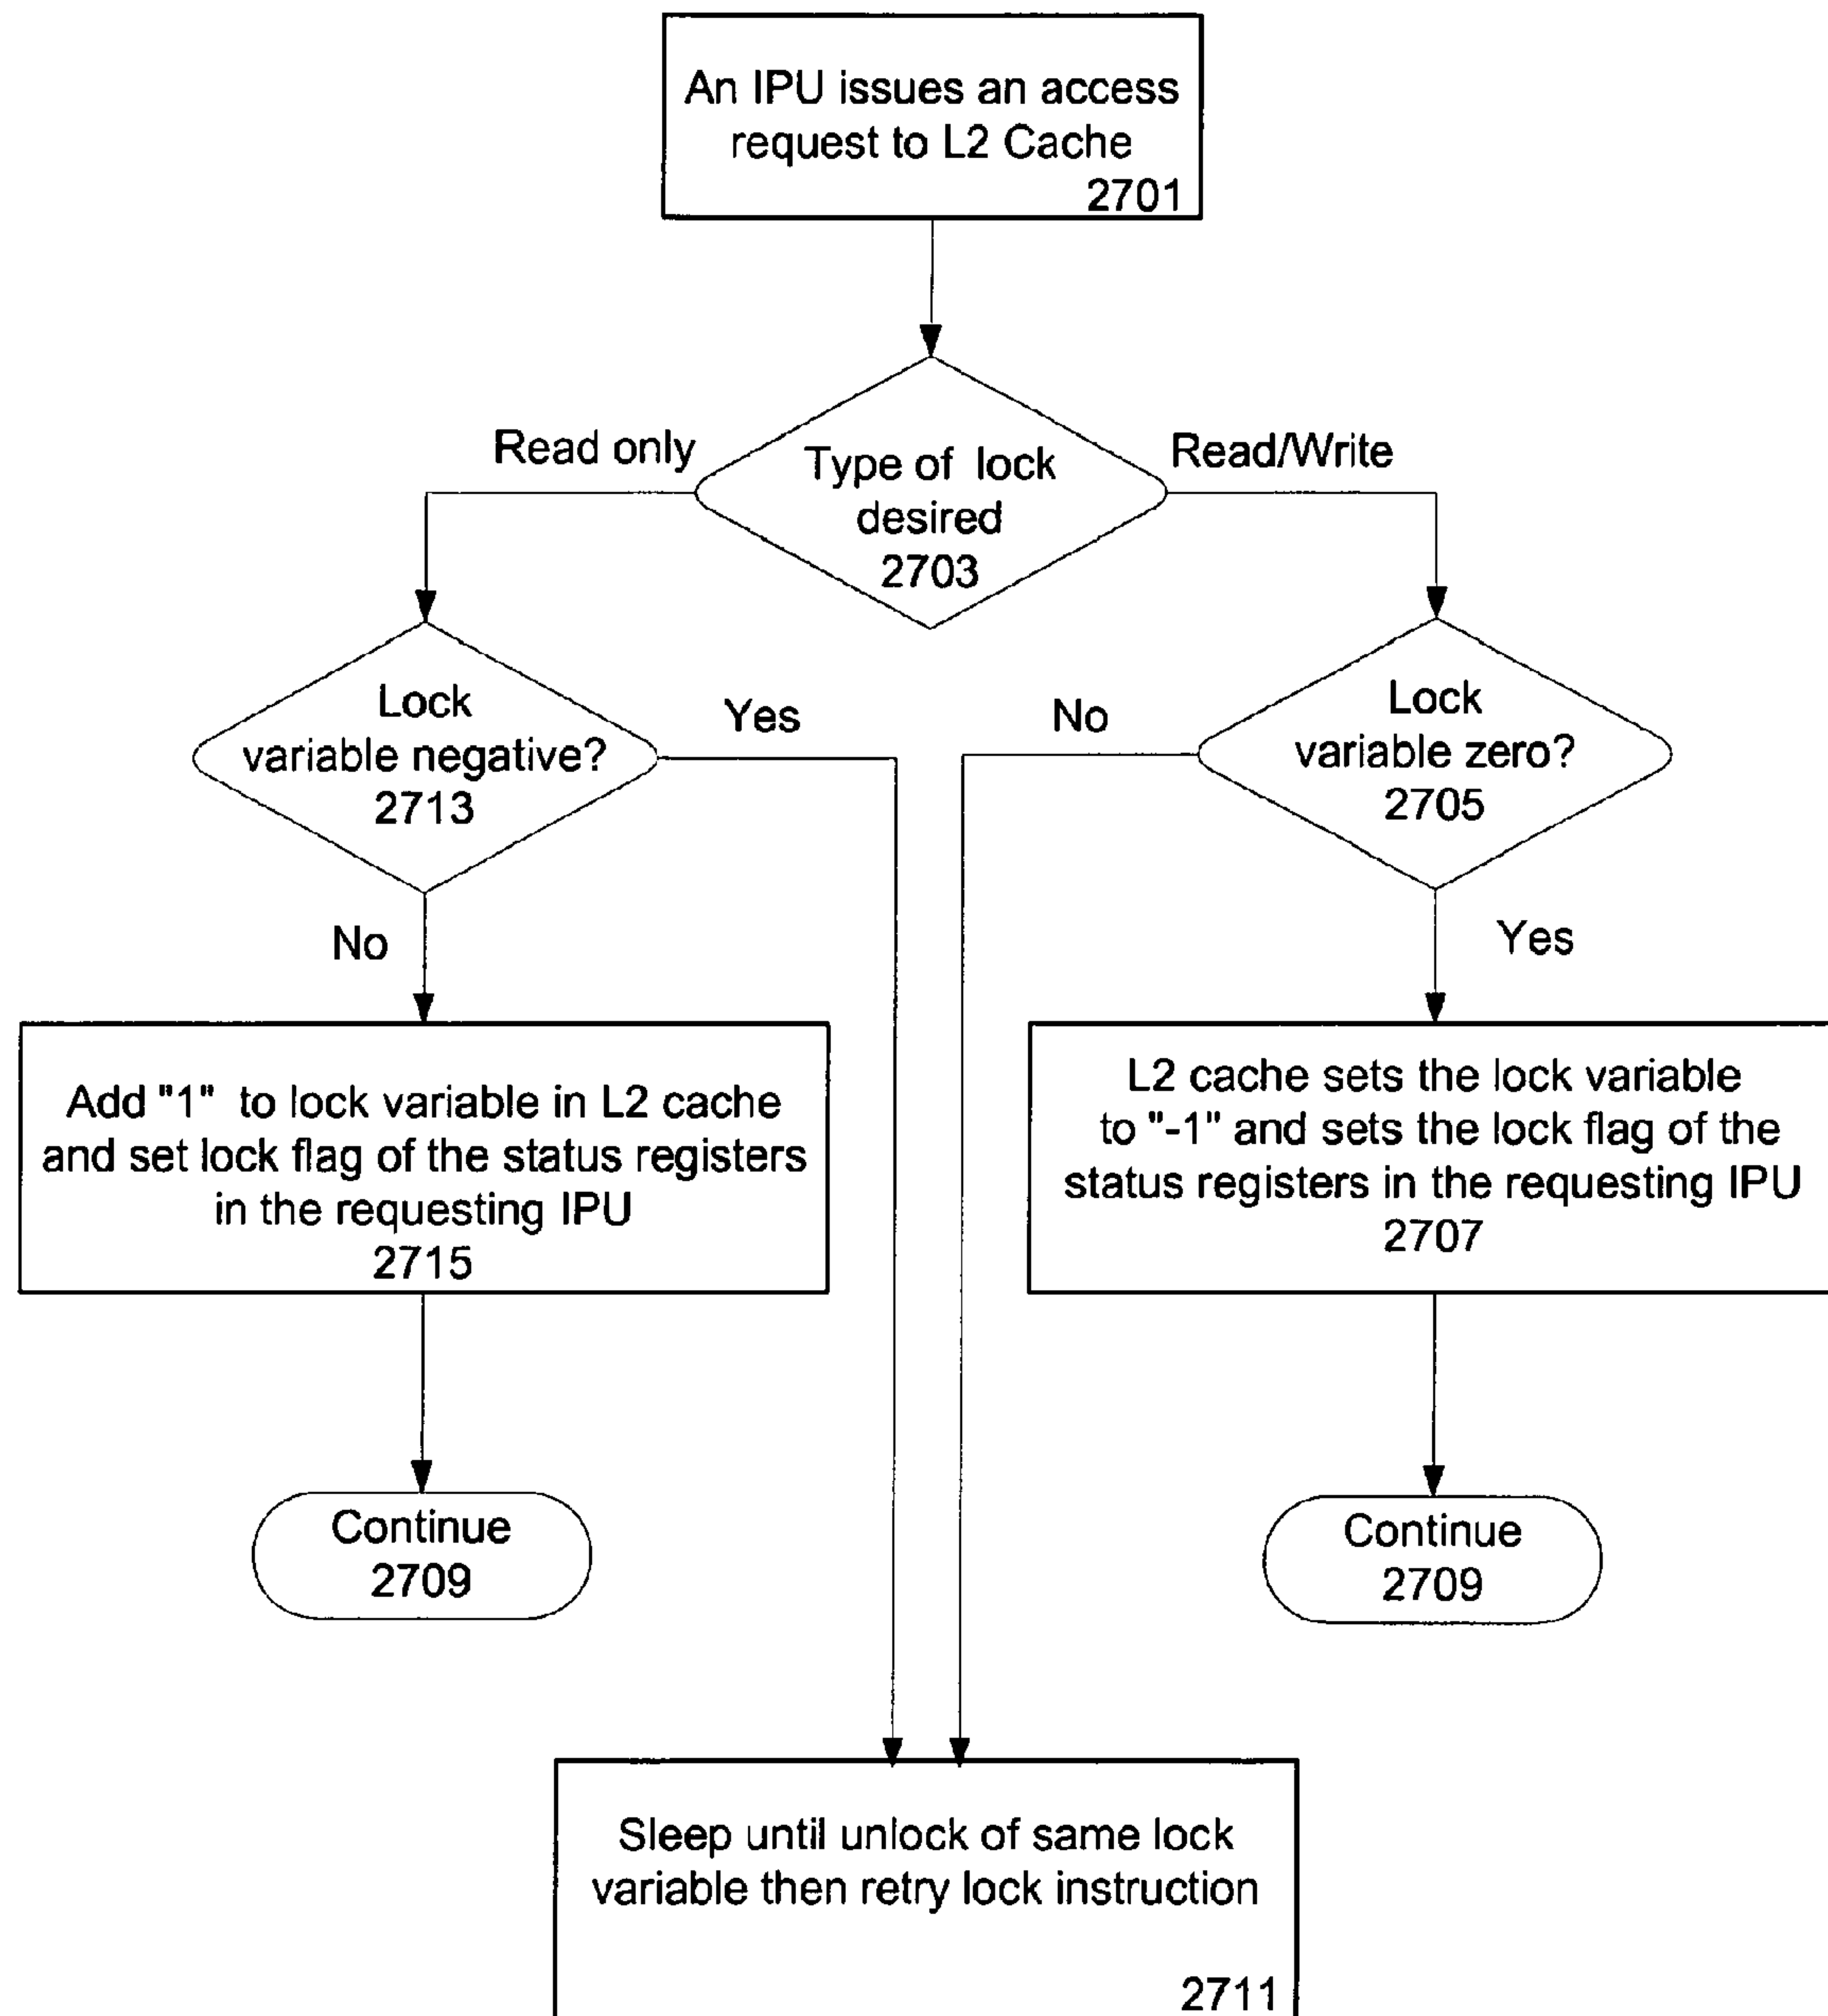 An IPU issues an access
request to L2 Cache
2701
Type of lock
desired
2703
Read only
Read/Write
Lock
variable negative?
2713
Yes
No
Lock
variable zero?
2705
No
Yes
Add "1" to lock variable in L2 cache
and set lock flag of the status registers
in the requesting IPU
2715
L2 cache sets the lock variable
to "-1" and sets the lock flag of the
status registers in the requesting IPU
2707
Continue
2709
Continue
2709
Sleep until unlock of same lock
variable then retry lock instruction
2711